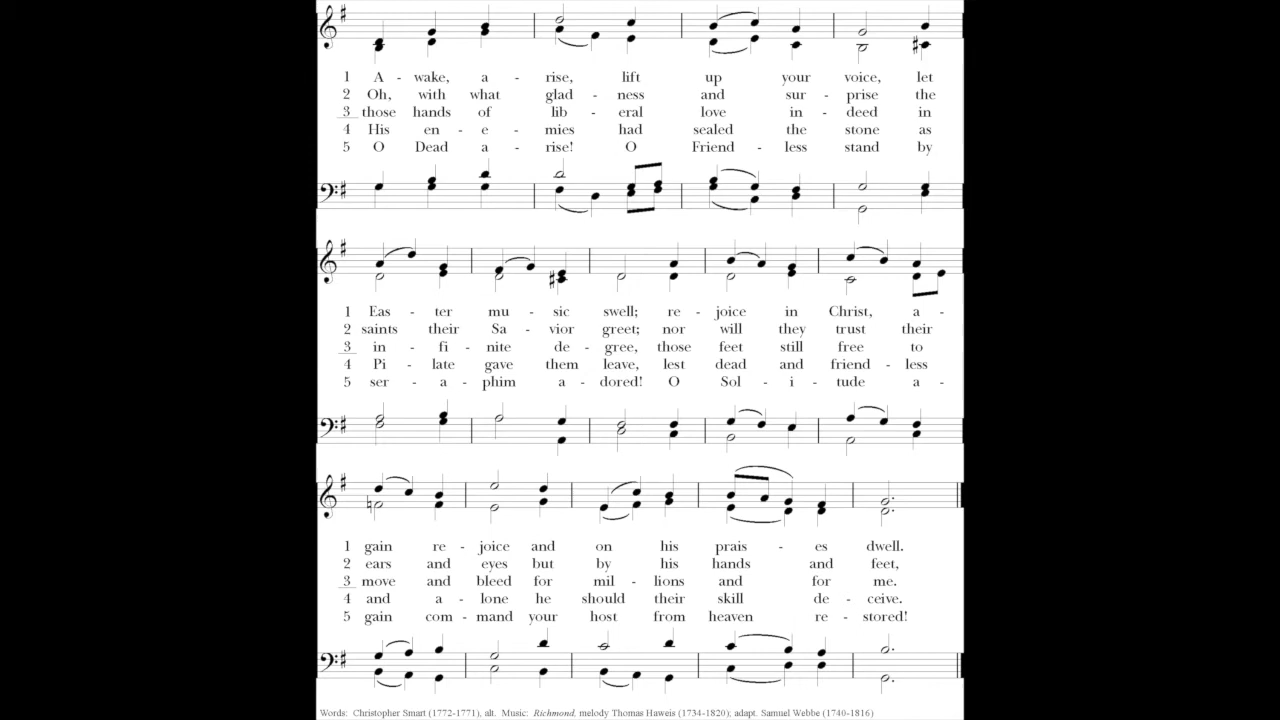 1 A - wake, a - rise, lift up your voice, let
2 Oh, with what glad - ness and sur - prise the
3 those hands of lib - eral love in - deed in
4 His en - e - mies had sealed the stone as
5 O Dead a - rise! O Friend - less stand by
1 Eas - ter mu - sic swell; re - joice in Christ, a -
2 saints their Sa - vior greet; nor will they trust their
3 in - fi - nite de - gree, those feet still free to
4 Pi - late gave them leave, lest dead and friend - less
5 ser - a - phim a - dored! O Sol - i - tude a -
1 gain re - joice and on his prais - es dwell.
2 ears and eyes but by his hands and feet,
3 move and bleed for mil - lions and for me.
4 and a - lone he should their skill de - ceive.
5 gain com - mand your host from heaven re - stored!
Words: Christopher Smart (1772-1771), alt. Music: Richmond, melody Thomas Haweis (1734-1820); adapt. Samuel Webbe (1740-1816)